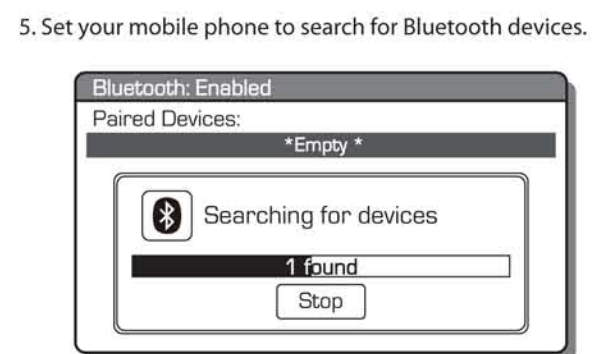 5. Set your mobile phone to search for Bluetooth devices.
Bluetooth: Enabled
Paired Devices:
*Empty *
Searching for devices
1 found
Stop